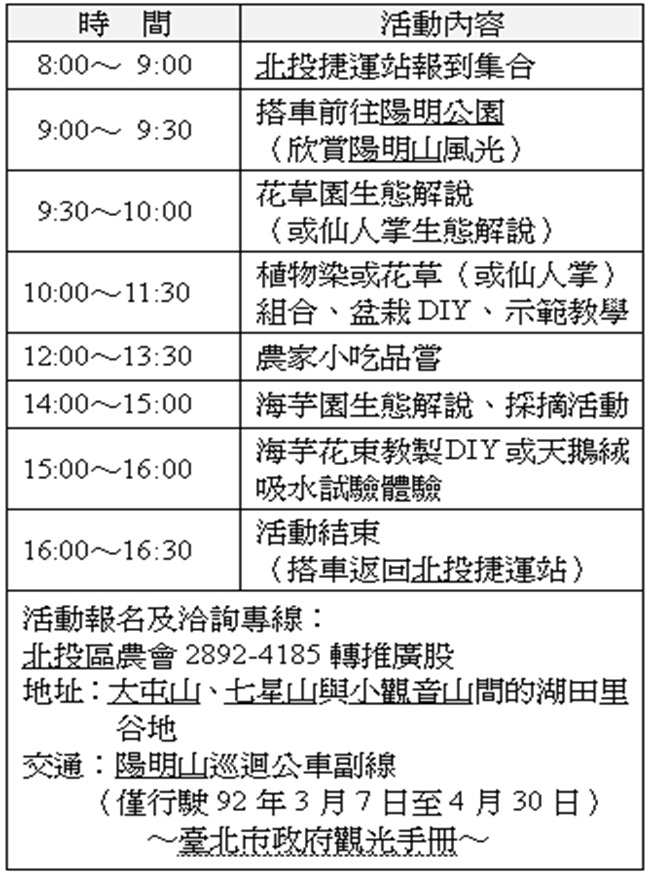 時　間　活動內容
8:00～ 9:00　北投捷運站報到集合
9:00～ 9:30　搭車前往陽明公園
（欣賞陽明山風光）
9:30～10:00　花草園生態解說
（或仙人掌生態解說）
10:00～11:30　植物染或花草（或仙人掌）
組合、盆栽DIY、示範教學
12:00～13:30　農家小吃品嘗
14:00～15:00　海芋園生態解說、採摘活動
15:00～16:00　海芋花束教製DIY或天鵝絨
吸水試驗體驗
16:00～16:30　活動結束
（搭車返回北投捷運站）
活動報名及洽詢專線：
北投區農會 2892-4185 轉推廣股
地址：大屯山、七星山與小觀音山間的湖田里
谷地
交通：陽明山巡迴公車副線
（僅行駛 92 年 3 月 7 日至 4 月 30 日）
～臺北市政府觀光手冊～